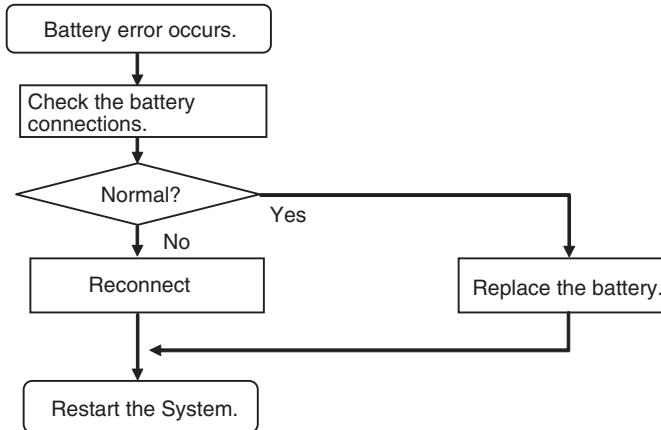 Battery error occurs.
Check the battery
connections.
Normal?
Yes
No
Reconnect
Replace the battery.
Restart the System.